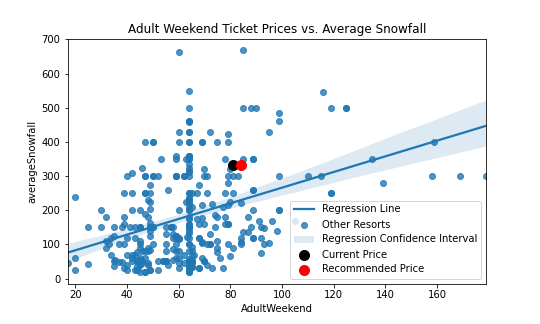 Adult Weekend Ticket Prices vs. Average Snowfall
700
600
500
400
300
200
100
0
averageSnowfall
20
40
60
80
100
120
140
160
AdultWeekend
Regression Line
Other Resorts
Regression Confidence Interval
Current Price
Recommended Price